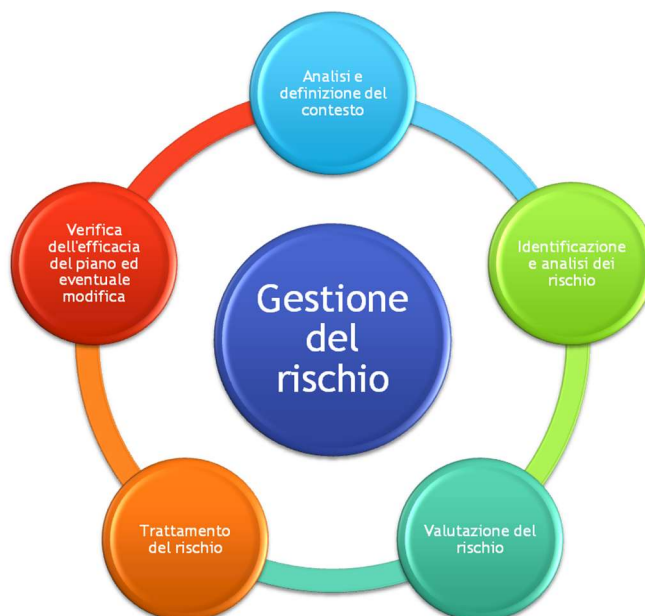 Analisi e
definizione del
contesto
Identificazione
e analisi dei
rischio
Valutazione del
rischio
Trattamento
del rischio
Verifica
dell'efficacia
del piano ed
eventuale
modifica
Gestione
del
rischio